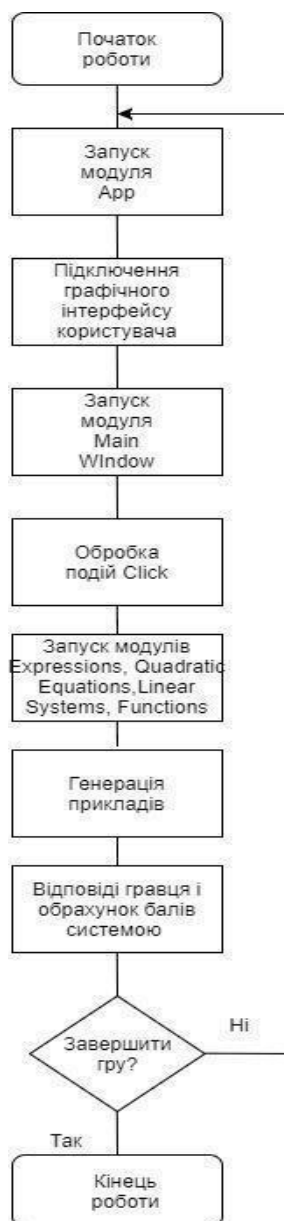 Початок
роботи
Запуск
модуля
App
Підключення
графічного
інтерфейсу
користувача
Запуск
модуля
Main
WIndow
Обробка
подій Click
Запуск модулів
Expressions, Quadratic
Equations,Linear
Systems, Functions
Генерація
прикладів
Відповіді гравця і
обрахунок балів
системою
Завершити
гру?
Ні
Так
Кінець
роботи